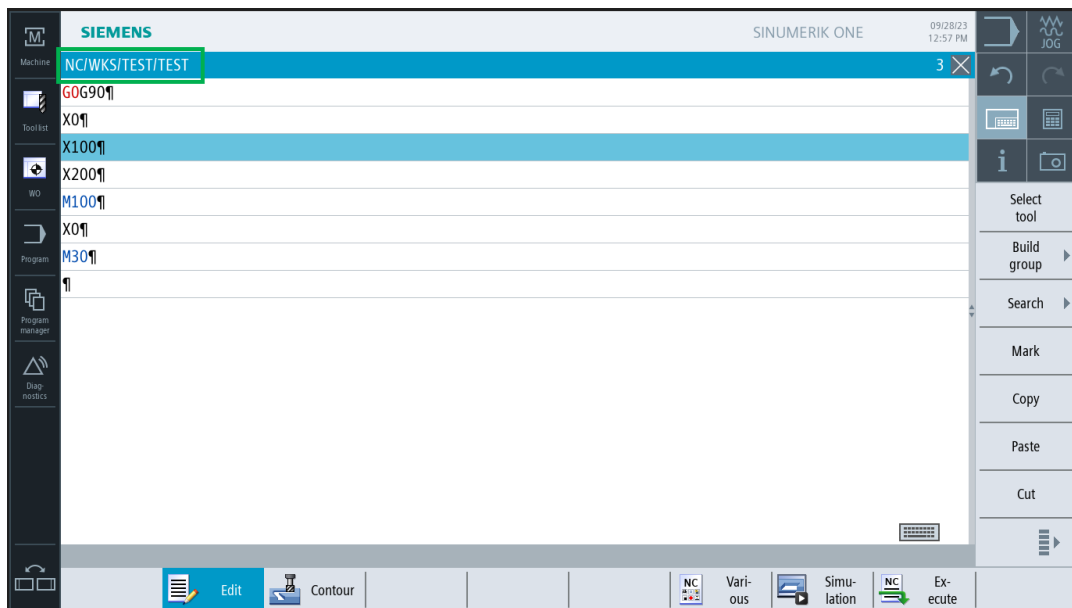 M
Machine
Tool list
WO
Program
Program
manager
Diag-
nostics
SIEMENS
SINUMERIK ONE
09/28/23
12:57 PM
NC/WKS/TEST/TEST
3
G0G90¶
X0¶
X100¶
X200¶
M100¶
X0¶
M30¶
¶
JOG
i
Select
tool
Build
group
Search
Mark
Copy
Paste
Cut
Edit
Contour
NC
Vari-
ous
Simu-
lation
NC
Ex-
ecute